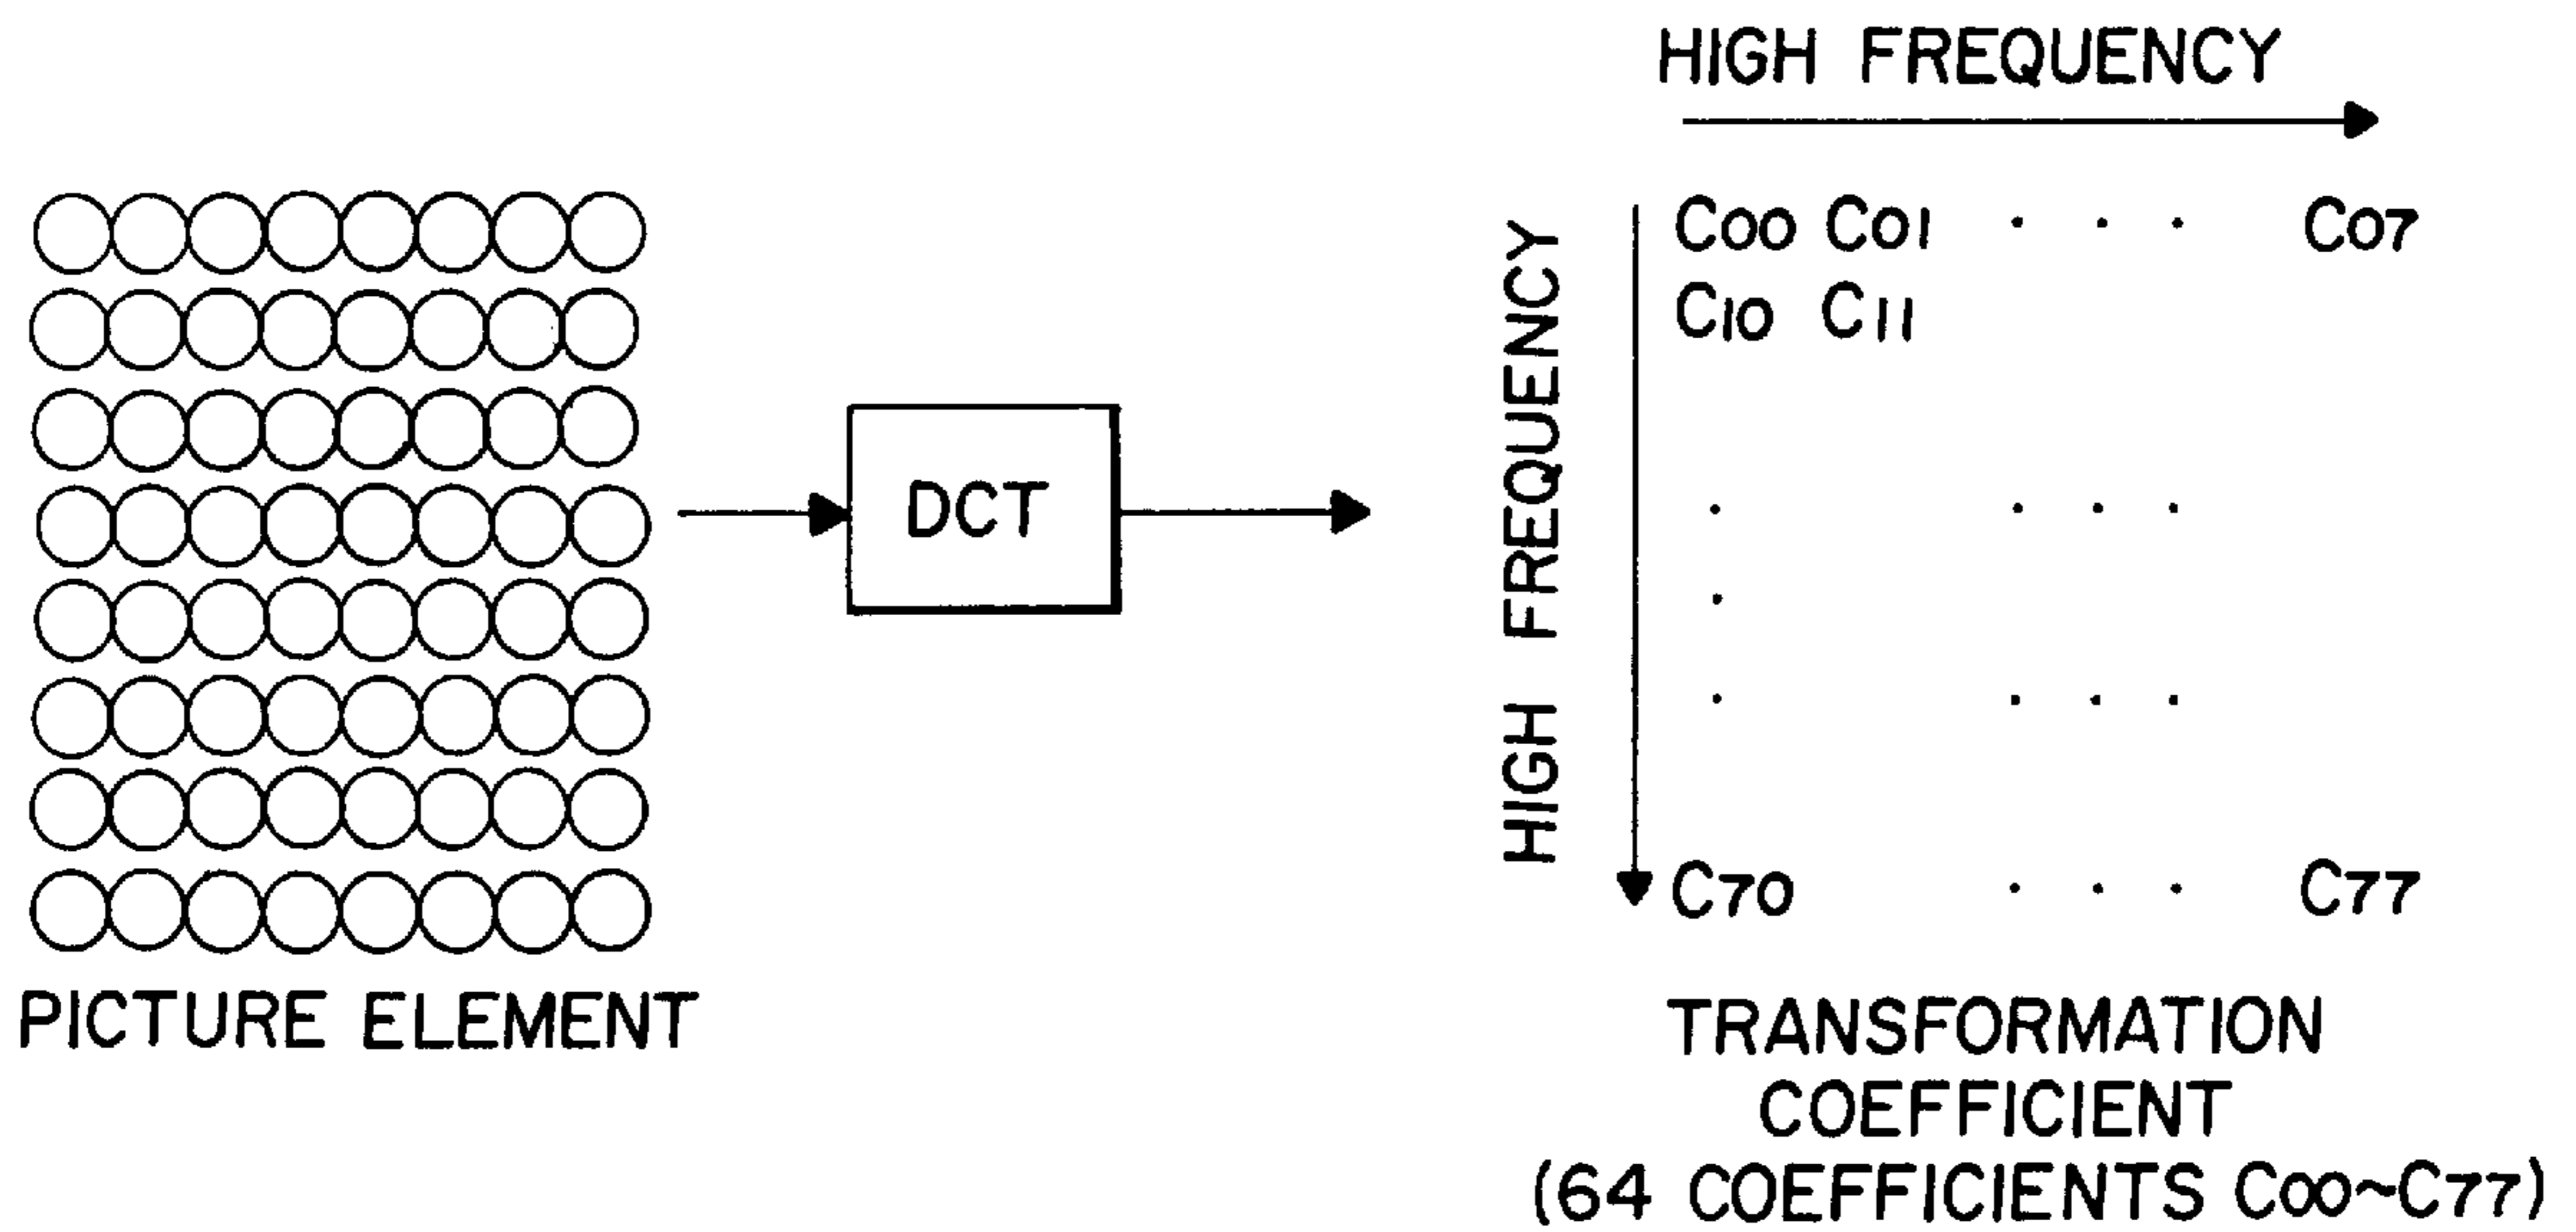 HIGH FREQUENCY
HIGH FREQUENCY
C00 C01 · · · C07
C10 C11
· · · ·
·
· · · ·
C70 · · · C77
DCT
PICTURE ELEMENT
TRANSFORMATION
COEFFICIENT
(64 COEFFICIENTS C00~C77)